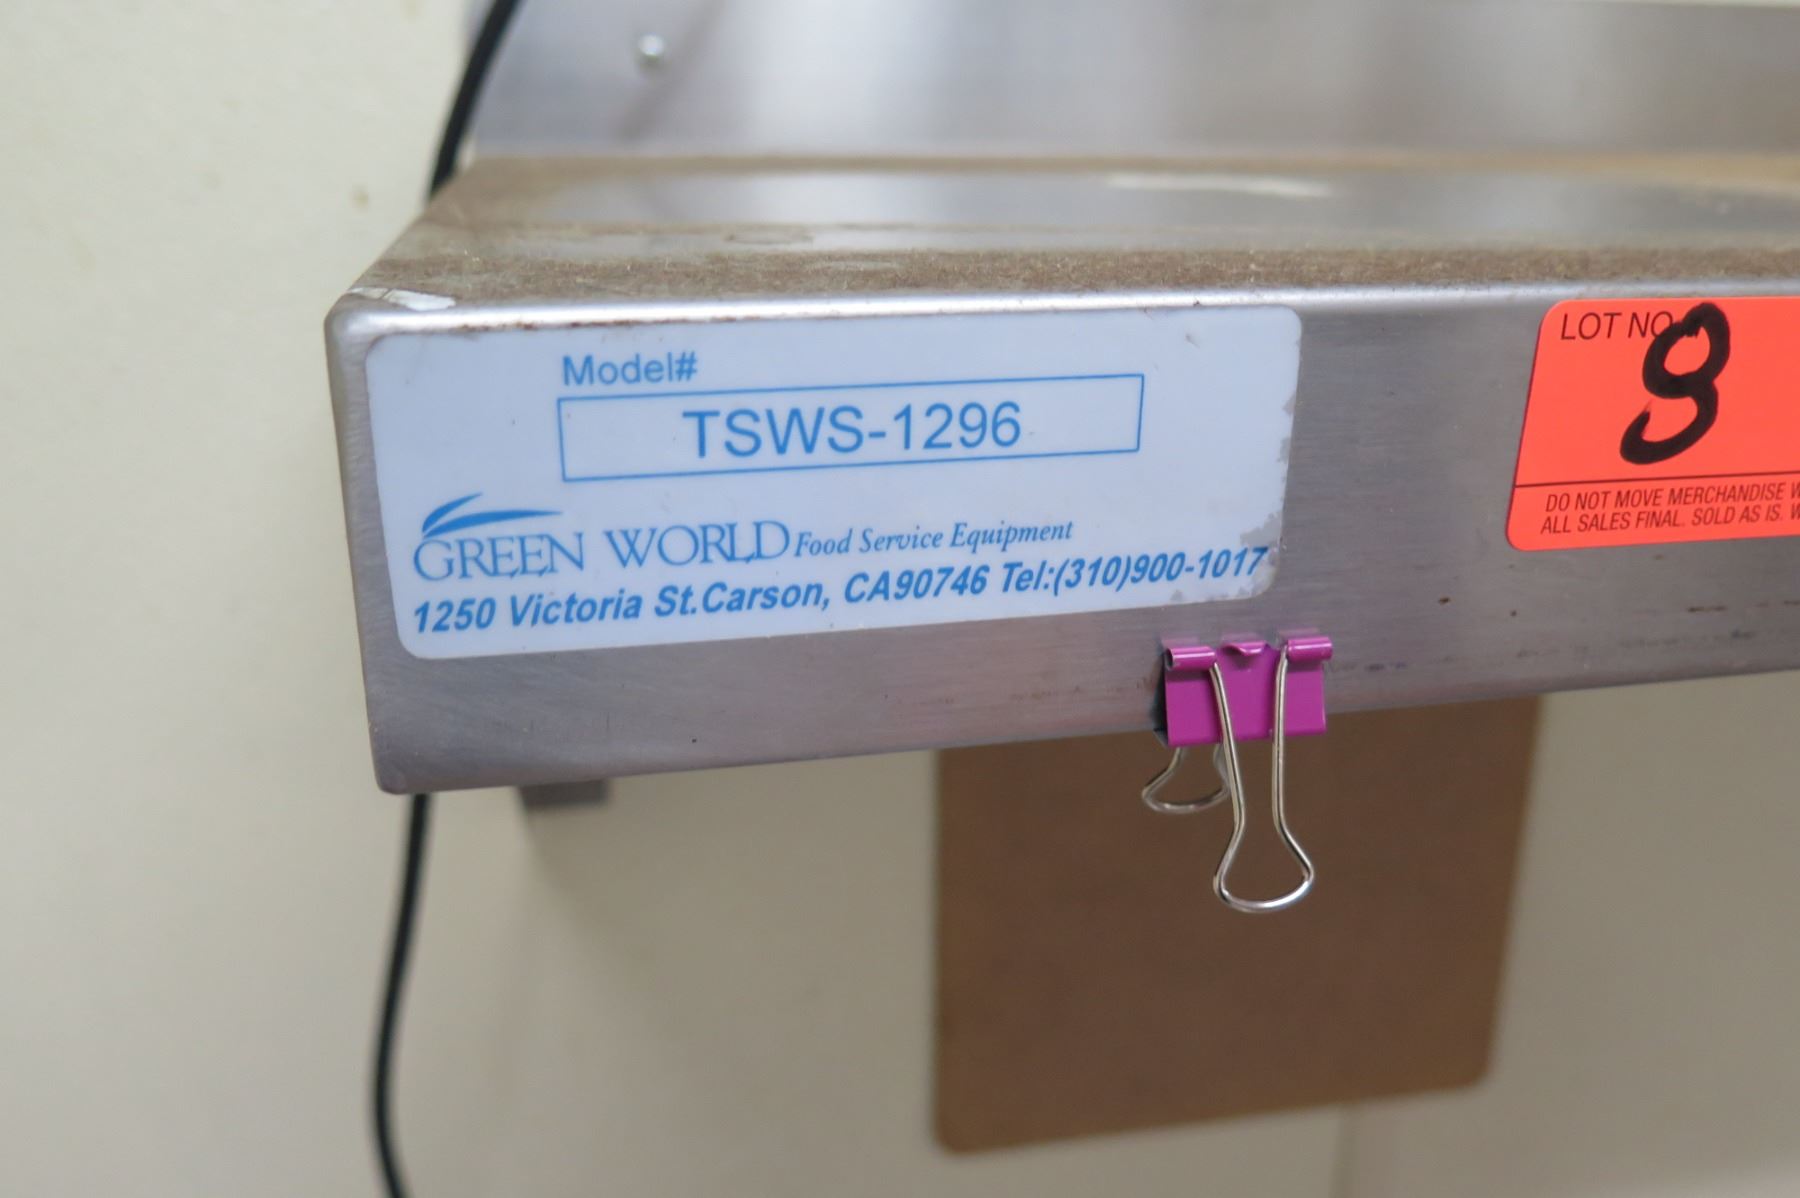 Model#
TSWS-1296
GREEN WORLD Food Service Equipment
1250 Victoria St.Carson, CA90746 Tel:(310)900-1017
LOT NO. 8
DO NOT MOVE MERCHANDISE
ALL SALES FINAL. SOLD AS IS.